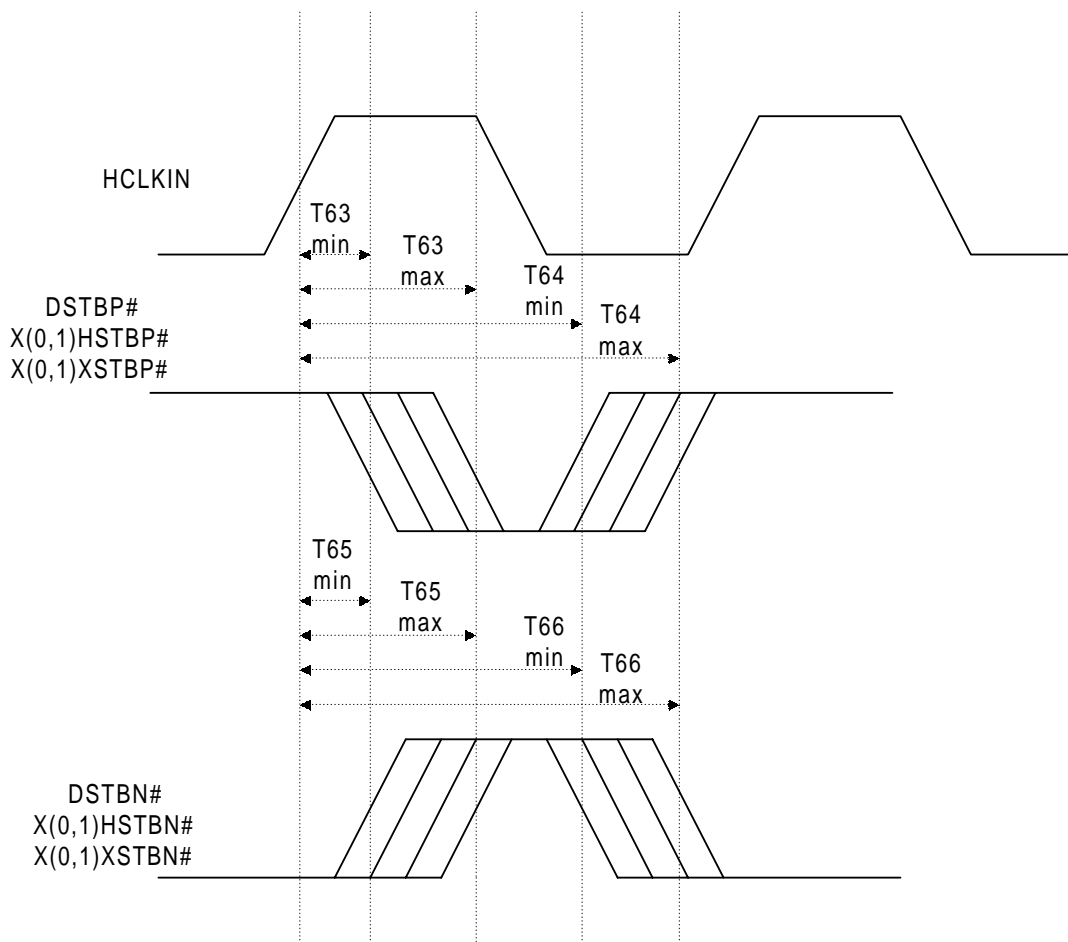 HCLKIN
T63
min
T63
max
T64
min
T64
max
DSTBP#
X(0,1)HSTBP#
X(0,1)XSTBP#
T65
min
T65
max
T66
min
T66
max
DSTBN#
X(0,1)HSTBN#
X(0,1)XSTBN#